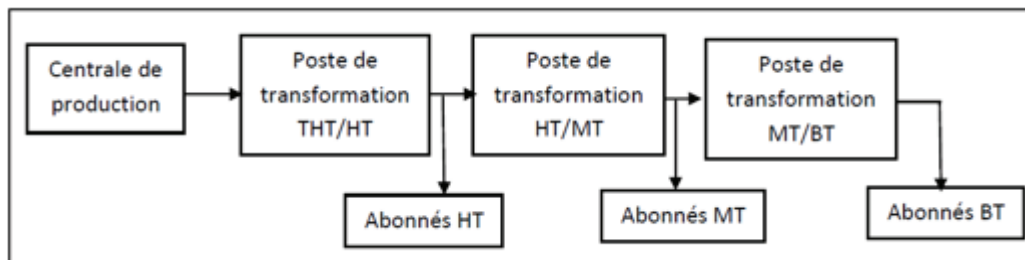 Centrale de
production
Poste de
transformation
THT/HT
Poste de
transformation
HT/MT
Poste de
transformation
MT/BT
Abonnés HT
Abonnés MT
Abonnés BT